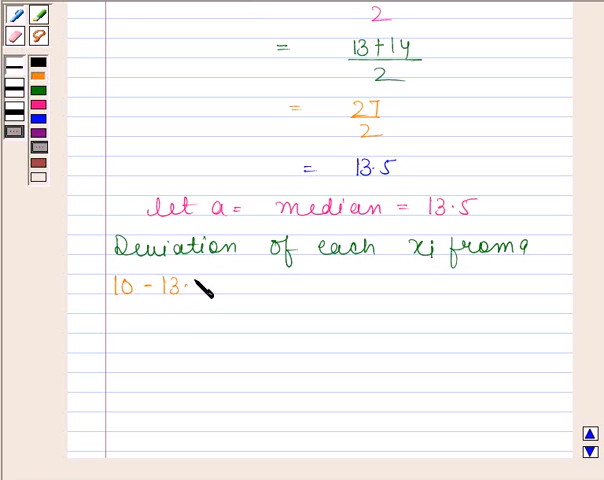 2
= 13+14
2
= 27
2
= 13.5
let a = median = 13.5
Deviation of each xi from a
10 - 13.